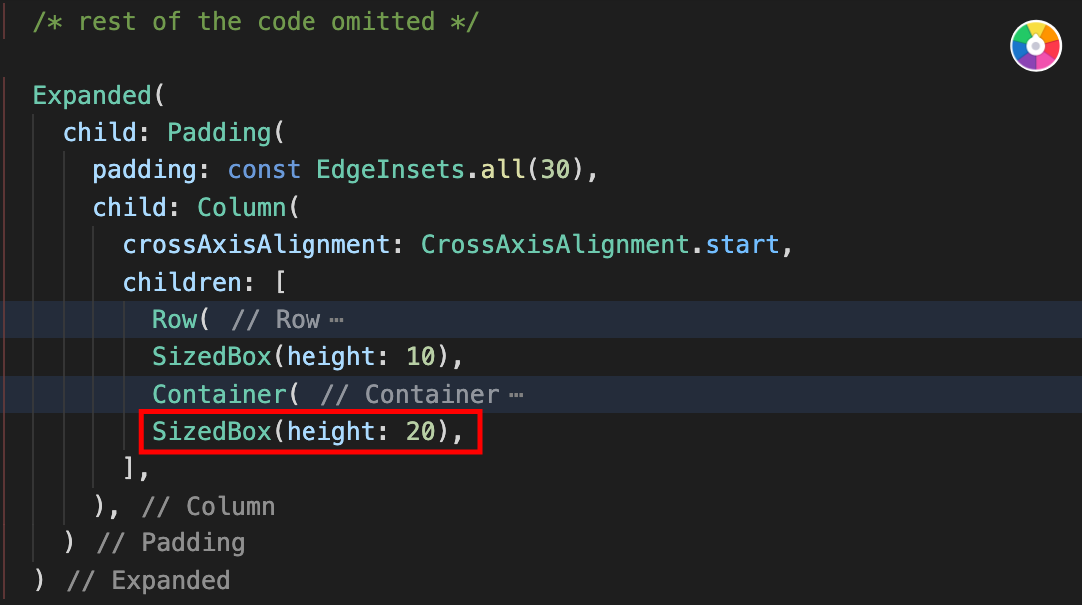 /* rest of the code omitted */
Expanded(
child: Padding(
padding: const EdgeInsets.all(30),
child: Column(
crossAxisAlignment: CrossAxisAlignment.start,
children: [
Row( // Row ⋯
SizedBox(height: 10),
Container( // Container ⋯
SizedBox(height: 20),
],
), // Column
) // Padding
) // Expanded